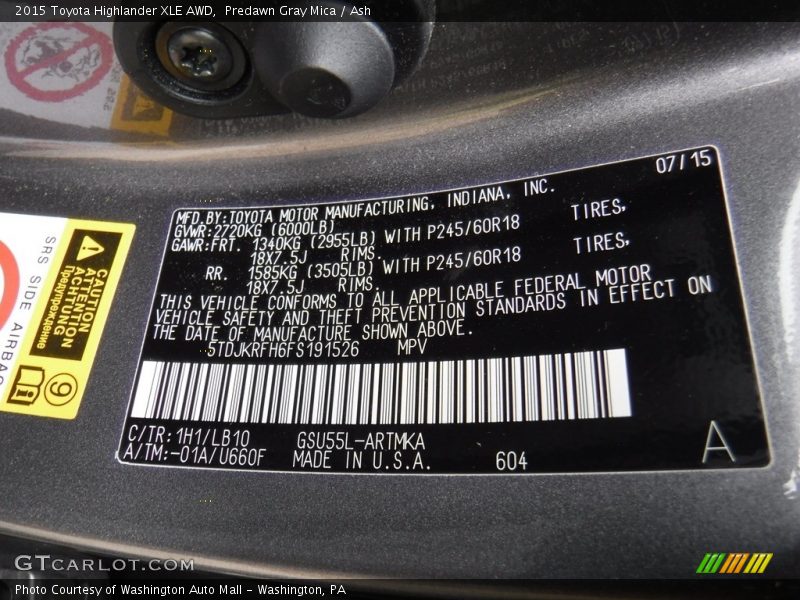 2015 Toyota Highlander XLE AWD,  Predawn Gray Mica / Ash
07/15
MFD.BY:TOYOTA MOTOR MANUFACTURING, INDIANA, INC.
GVWR:2720KG (6000LB)
GAWR:FRT. 1340KG (2955LB) WITH P245/60R18 TIRES,
18X7.5J RIMS.
RR. 1585KG (3505LB) WITH P245/60R18 TIRES,
18X7.5J RIMS.
THIS VEHICLE CONFORMS TO ALL APPLICABLE FEDERAL MOTOR
VEHICLE SAFETY AND THEFT PREVENTION STANDARDS IN EFFECT ON
THE DATE OF MANUFACTURE SHOWN ABOVE.
5TDJKRFH6FS191526 MPV
C/TR:1H1/LB10 GSU55L-ARTMKA
A/TM:-01A/U660F MADE IN U.S.A. 604
A
SRS SIDE AIRBAG
CAUTION
ACHTUNG
ATTENTION
Предупреждение
9
GTCARLOT.COM
Photo Courtesy of Washington Auto Mall - Washington, PA